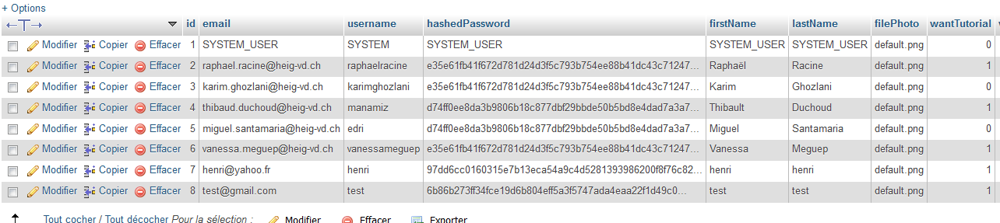 + Options
id email username hashedPassword firstName lastName filePhoto wantTutorial
Modifier Copier Effacer 1 SYSTEM_USER SYSTEM SYSTEM_USER SYSTEM_USER SYSTEM_USER default.png 0
Modifier Copier Effacer 2 raphael.racine@heig-vd.ch raphaelracine e35e61fb41f672d781d24d3f5c793b754ee88b41dc43c71247... Raphaël Racine default.png 1
Modifier Copier Effacer 3 karim.ghozlani@heig-vd.ch karimghozlani e35e61fb41f672d781d24d3f5c793b754ee88b41dc43c71247... Karim Ghozlani default.png 0
Modifier Copier Effacer 4 thibaud.duchoud@heig-vd.ch manamiz d74ff0ee8da3b9806b18c877dbf29bbde50b5bd8e4dad7a3a7... Thibault Duchoud default.png 1
Modifier Copier Effacer 5 miguel.santamaria@heig-vd.ch edri d74ff0ee8da3b9806b18c877dbf29bbde50b5bd8e4dad7a3a7... Miguel Santamaria default.png 0
Modifier Copier Effacer 6 vanessa.meguep@heig-vd.ch vanessameguep e35e61fb41f672d781d24d3f5c793b754ee88b41dc43c71247... Vanessa Meguep default.png 1
Modifier Copier Effacer 7 henri@yahoo.fr henri 97dd6cc0160315e7b13eca54a9c4d5281393986200f8f76c82... henri henri default.png 1
Modifier Copier Effacer 8 test@gmail.com test 6b86b273ff34fce19d6b804eff5a3f5747ada4eaa22f1d49c0... test test default.png 1
Tout cocher / Tout décocher Pour la sélection : Modifier Effacer Exporter